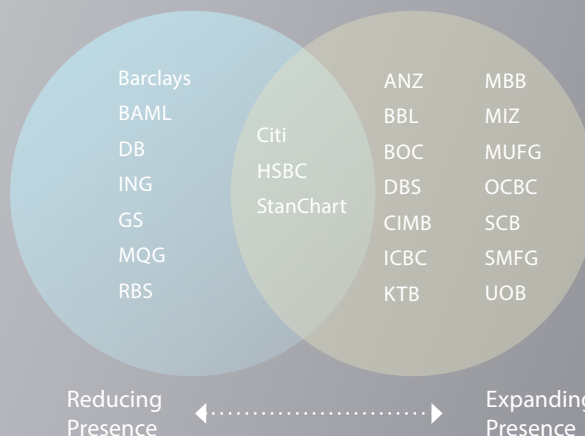 Barclays
BAML
DB
ING
GS
MQG
RBS
Citi
HSBC
StanChart
ANZ
BBL
BOC
DBS
CIMB
ICBC
KTB
MBB
MIZ
MUFG
OCBC
SCB
SMFG
UOB
Reducing
Presence
Expanding
Presence